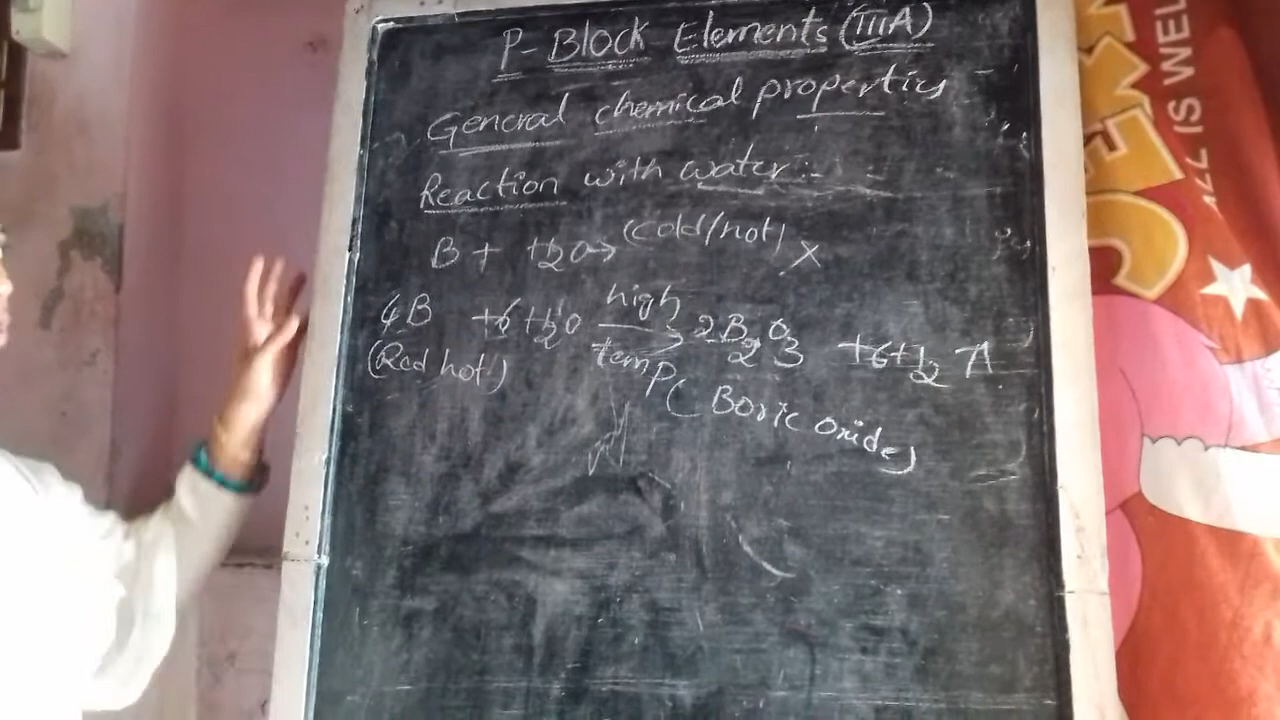 P-Block Elements (IIIA)
General chemical properties
Reaction with water:-
B + H2O → (cold/hot) X
4B + 6H2O high temp → 2B2O3 + 6H2 ↑
(Red hot) (Boric oxide)
ALL IS WEL